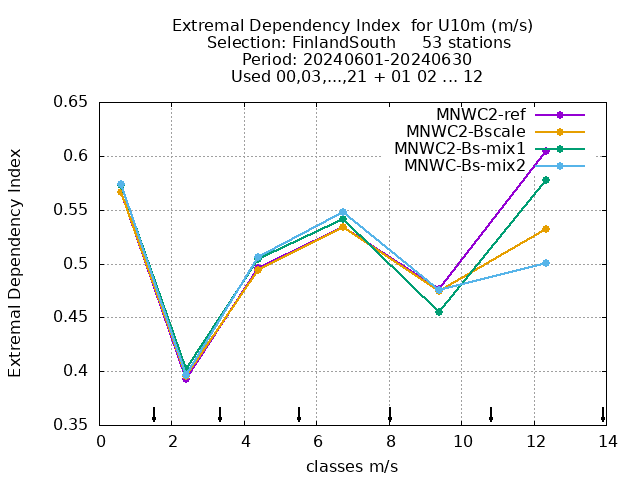 Extremal Dependency Index  for U10m (m/s)
Selection: FinlandSouth     53 stations
Period: 20240601-20240630
Used 00,03,...,21 + 01 02 ... 12
Extremal Dependency Index
0.65
0.6
0.55
0.5
0.45
0.4
0.35
MNWC2-ref
MNWC2-Bscale
MNWC2-Bs-mix1
MNWC-Bs-mix2
0 2 4 6 8 10 12 14
classes m/s